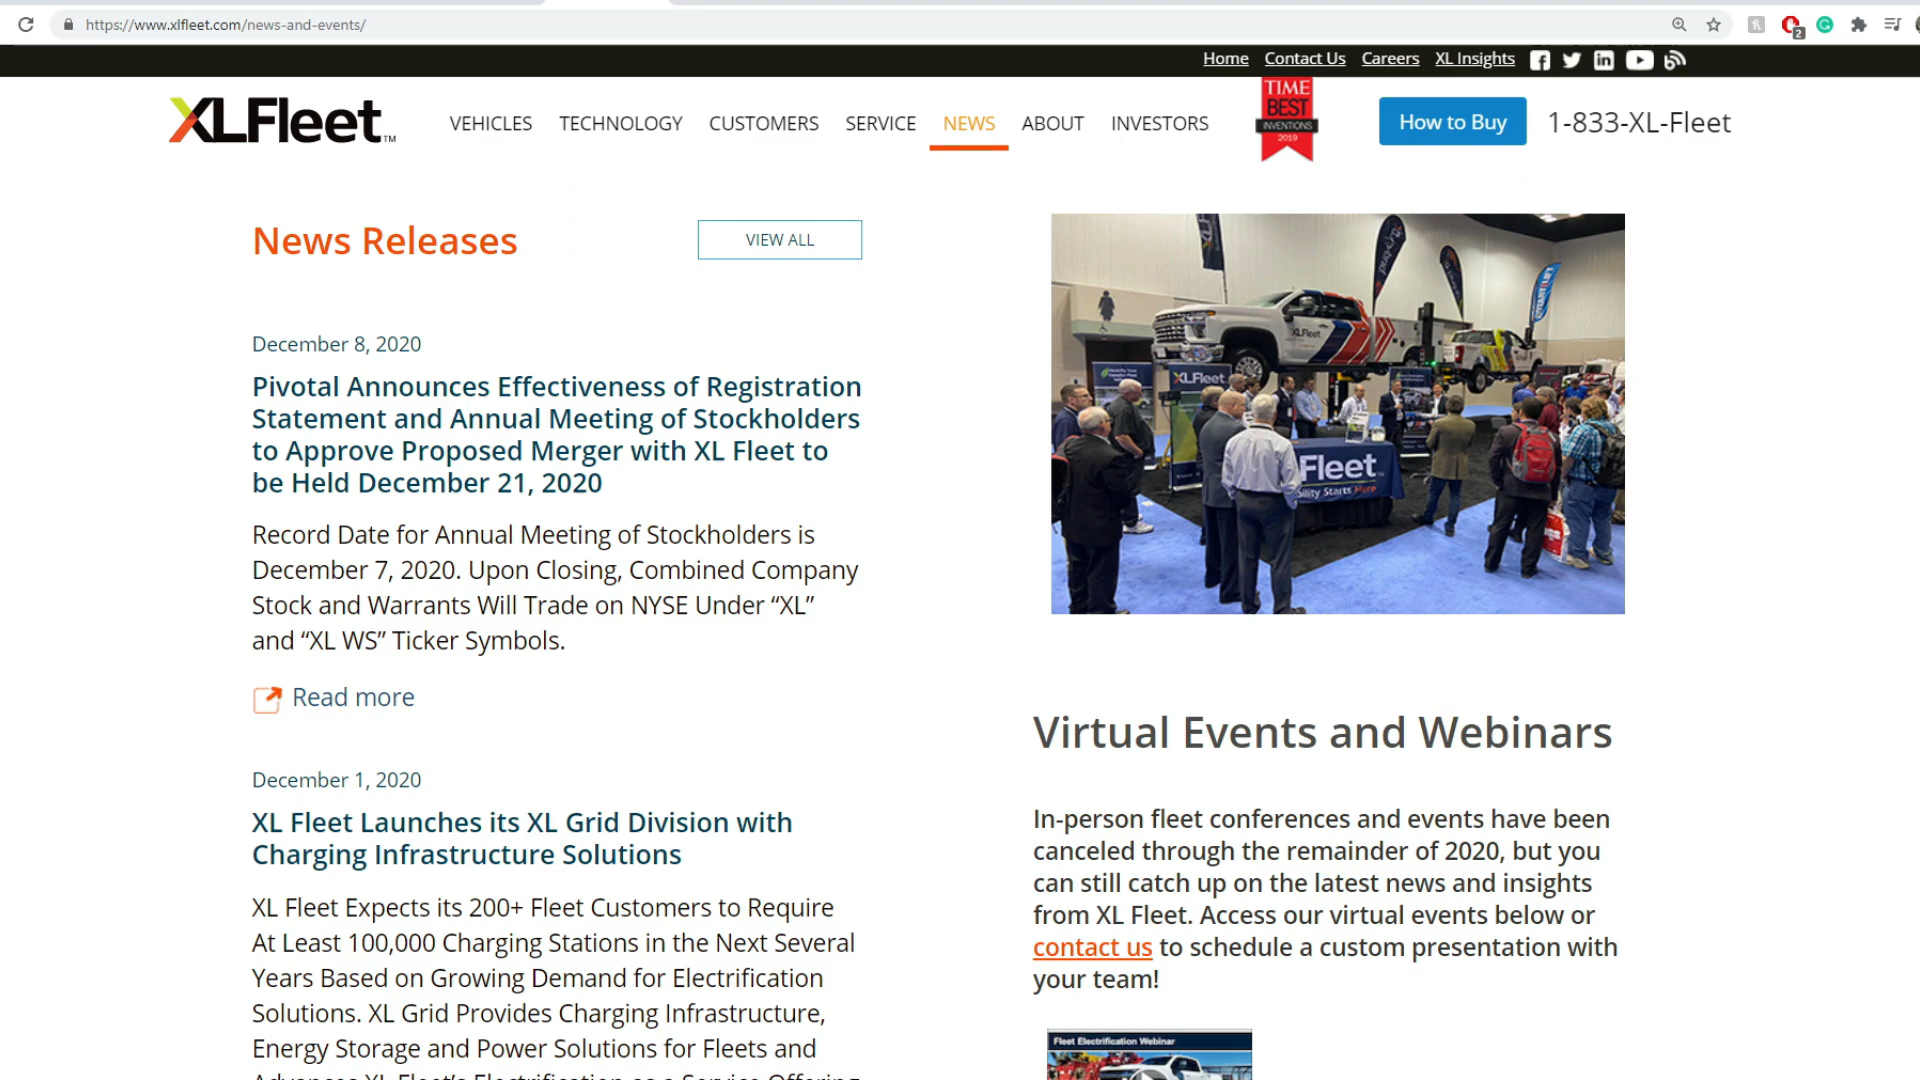 https://www.xlfleet.com/news-and-events/
2
Home Contact Us Careers XL Insights
XLFleet™
VEHICLES TECHNOLOGY CUSTOMERS SERVICE NEWS ABOUT INVESTORS
TIME
BEST
INVENTIONS
2019
How to Buy
1-833-XL-Fleet
News Releases
VIEW ALL
December 8, 2020
Pivotal Announces Effectiveness of Registration
Statement and Annual Meeting of Stockholders
to Approve Proposed Merger with XL Fleet to
be Held December 21, 2020
Record Date for Annual Meeting of Stockholders is
December 7, 2020. Upon Closing, Combined Company
Stock and Warrants Will Trade on NYSE Under “XL”
and “XL WS” Ticker Symbols.
Read more
December 1, 2020
XL Fleet Launches its XL Grid Division with
Charging Infrastructure Solutions
XL Fleet Expects its 200+ Fleet Customers to Require
At Least 100,000 Charging Stations in the Next Several
Years Based on Growing Demand for Electrification
Solutions. XL Grid Provides Charging Infrastructure,
Energy Storage and Power Solutions for Fleets and
Advances XL Fleet’s Electrification as a Service Offering
XLFleet
XLFleet
Fleet
ility Starts Here
Virtual Events and Webinars
In-person fleet conferences and events have been
canceled through the remainder of 2020, but you
can still catch up on the latest news and insights
from XL Fleet. Access our virtual events below or
contact us to schedule a custom presentation with
your team!
Fleet Electrification Webinar